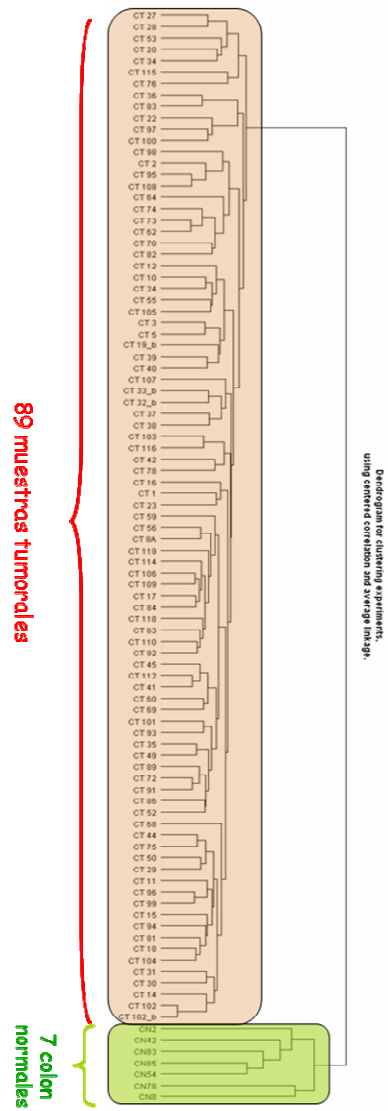 CT 27
CT 28
CT 53
CT 20
CT 34
CT 115
CT 76
CT 36
CT 83
CT 22
CT 97
CT 100
CT 98
CT 2
CT 95
CT 108
CT 64
CT 74
CT 73
CT 62
CT 70
CT 82
CT 12
CT 10
CT 24
CT 55
CT 105
CT 3
CT 5
CT 19_b
CT 39
CT 40
CT 107
CT 33_b
CT 32_b
CT 37
CT 38
CT 103
CT 116
CT 42
CT 78
CT 16
CT 1
CT 23
CT 59
CT 56
CT 8A
CT 119
CT 114
CT 106
CT 109
CT 17
CT 84
CT 118
CT 63
CT 110
CT 92
CT 45
CT 112
CT 41
CT 60
CT 69
CT 101
CT 93
CT 35
CT 49
CT 89
CT 72
CT 91
CT 86
CT 52
CT 68
CT 44
CT 75
CT 50
CT 29
CT 11
CT 96
CT 99
CT 15
CT 94
CT 81
CT 18
CT 104
CT 31
CT 30
CT 14
CT 102
CT 102_b
CN2
CN42
CN83
CN85
CN54
CN78
CN8
89 muestras tumorales
7 colon
normales
Dendrogram for clustering experiments,
using centered correlation and average linkage.